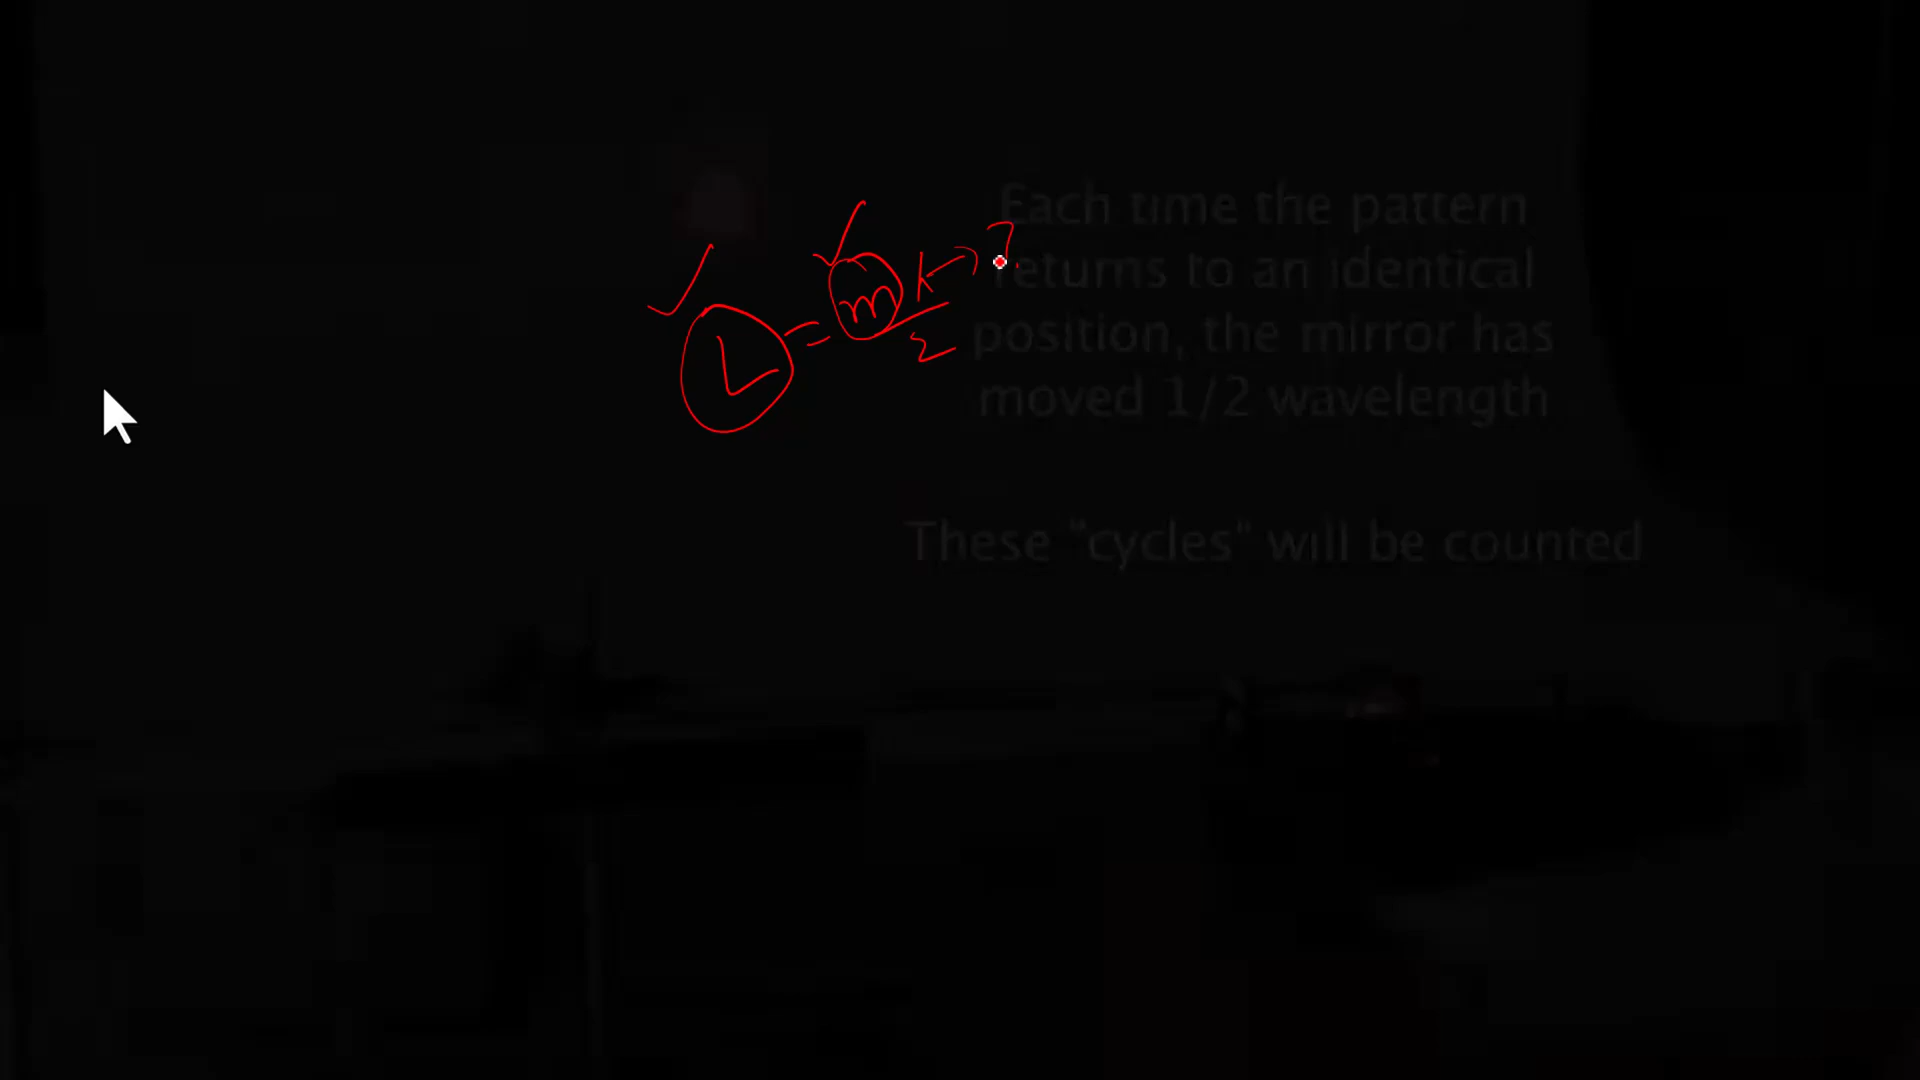 L = mλ/2 → ?
Each time the pattern
returns to an identical
position, the mirror has
moved 1/2 wavelength
These "cycles" will be counted